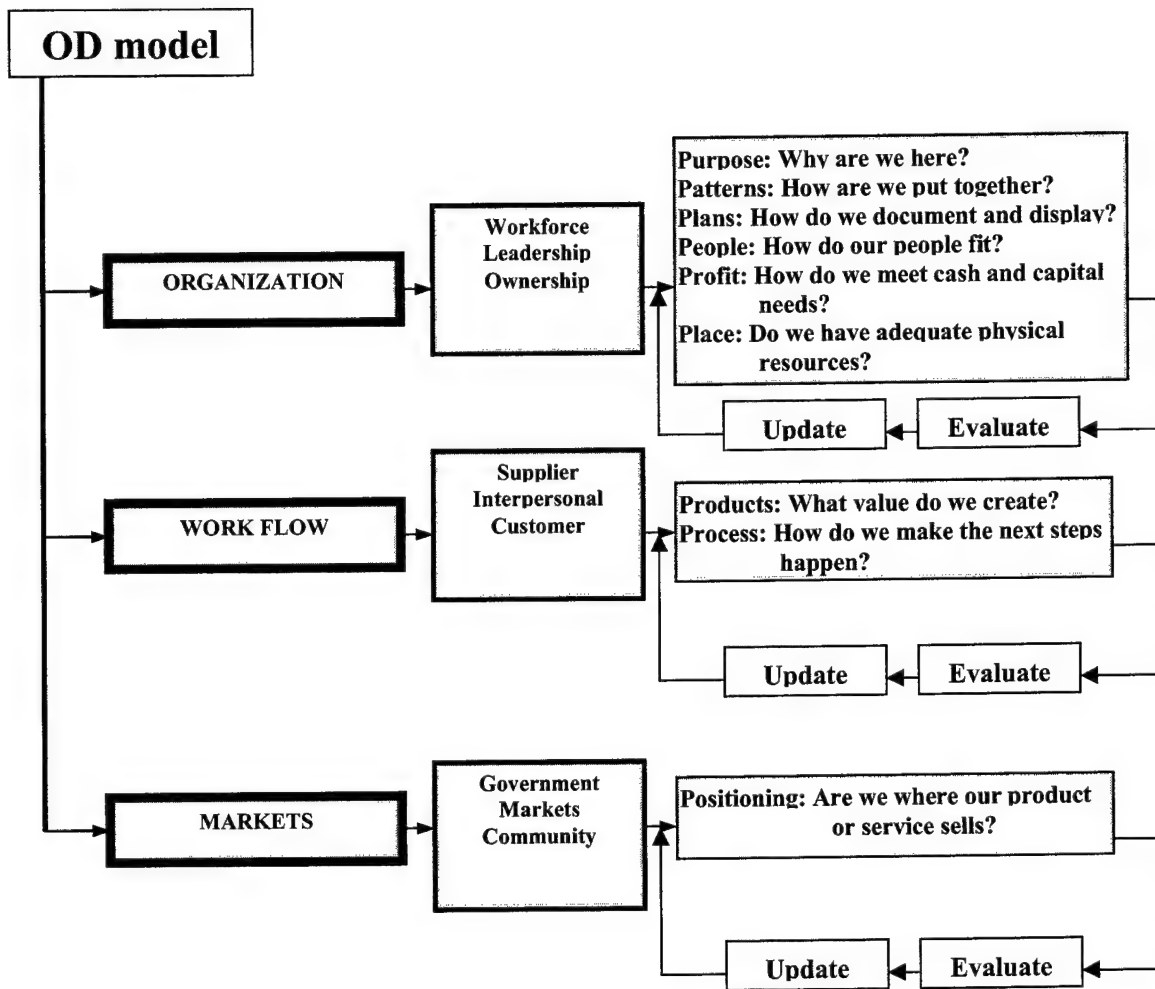 OD model
ORGANIZATION
Workforce
Leadership
Ownership
Purpose: Why are we here?
Patterns: How are we put together?
Plans: How do we document and display?
People: How do our people fit?
Profit: How do we meet cash and capital
needs?
Place: Do we have adequate physical
resources?
Update
Evaluate
WORK FLOW
Supplier
Interpersonal
Customer
Products: What value do we create?
Process: How do we make the next steps
happen?
Update
Evaluate
MARKETS
Government
Markets
Community
Positioning: Are we where our product
or service sells?
Update
Evaluate